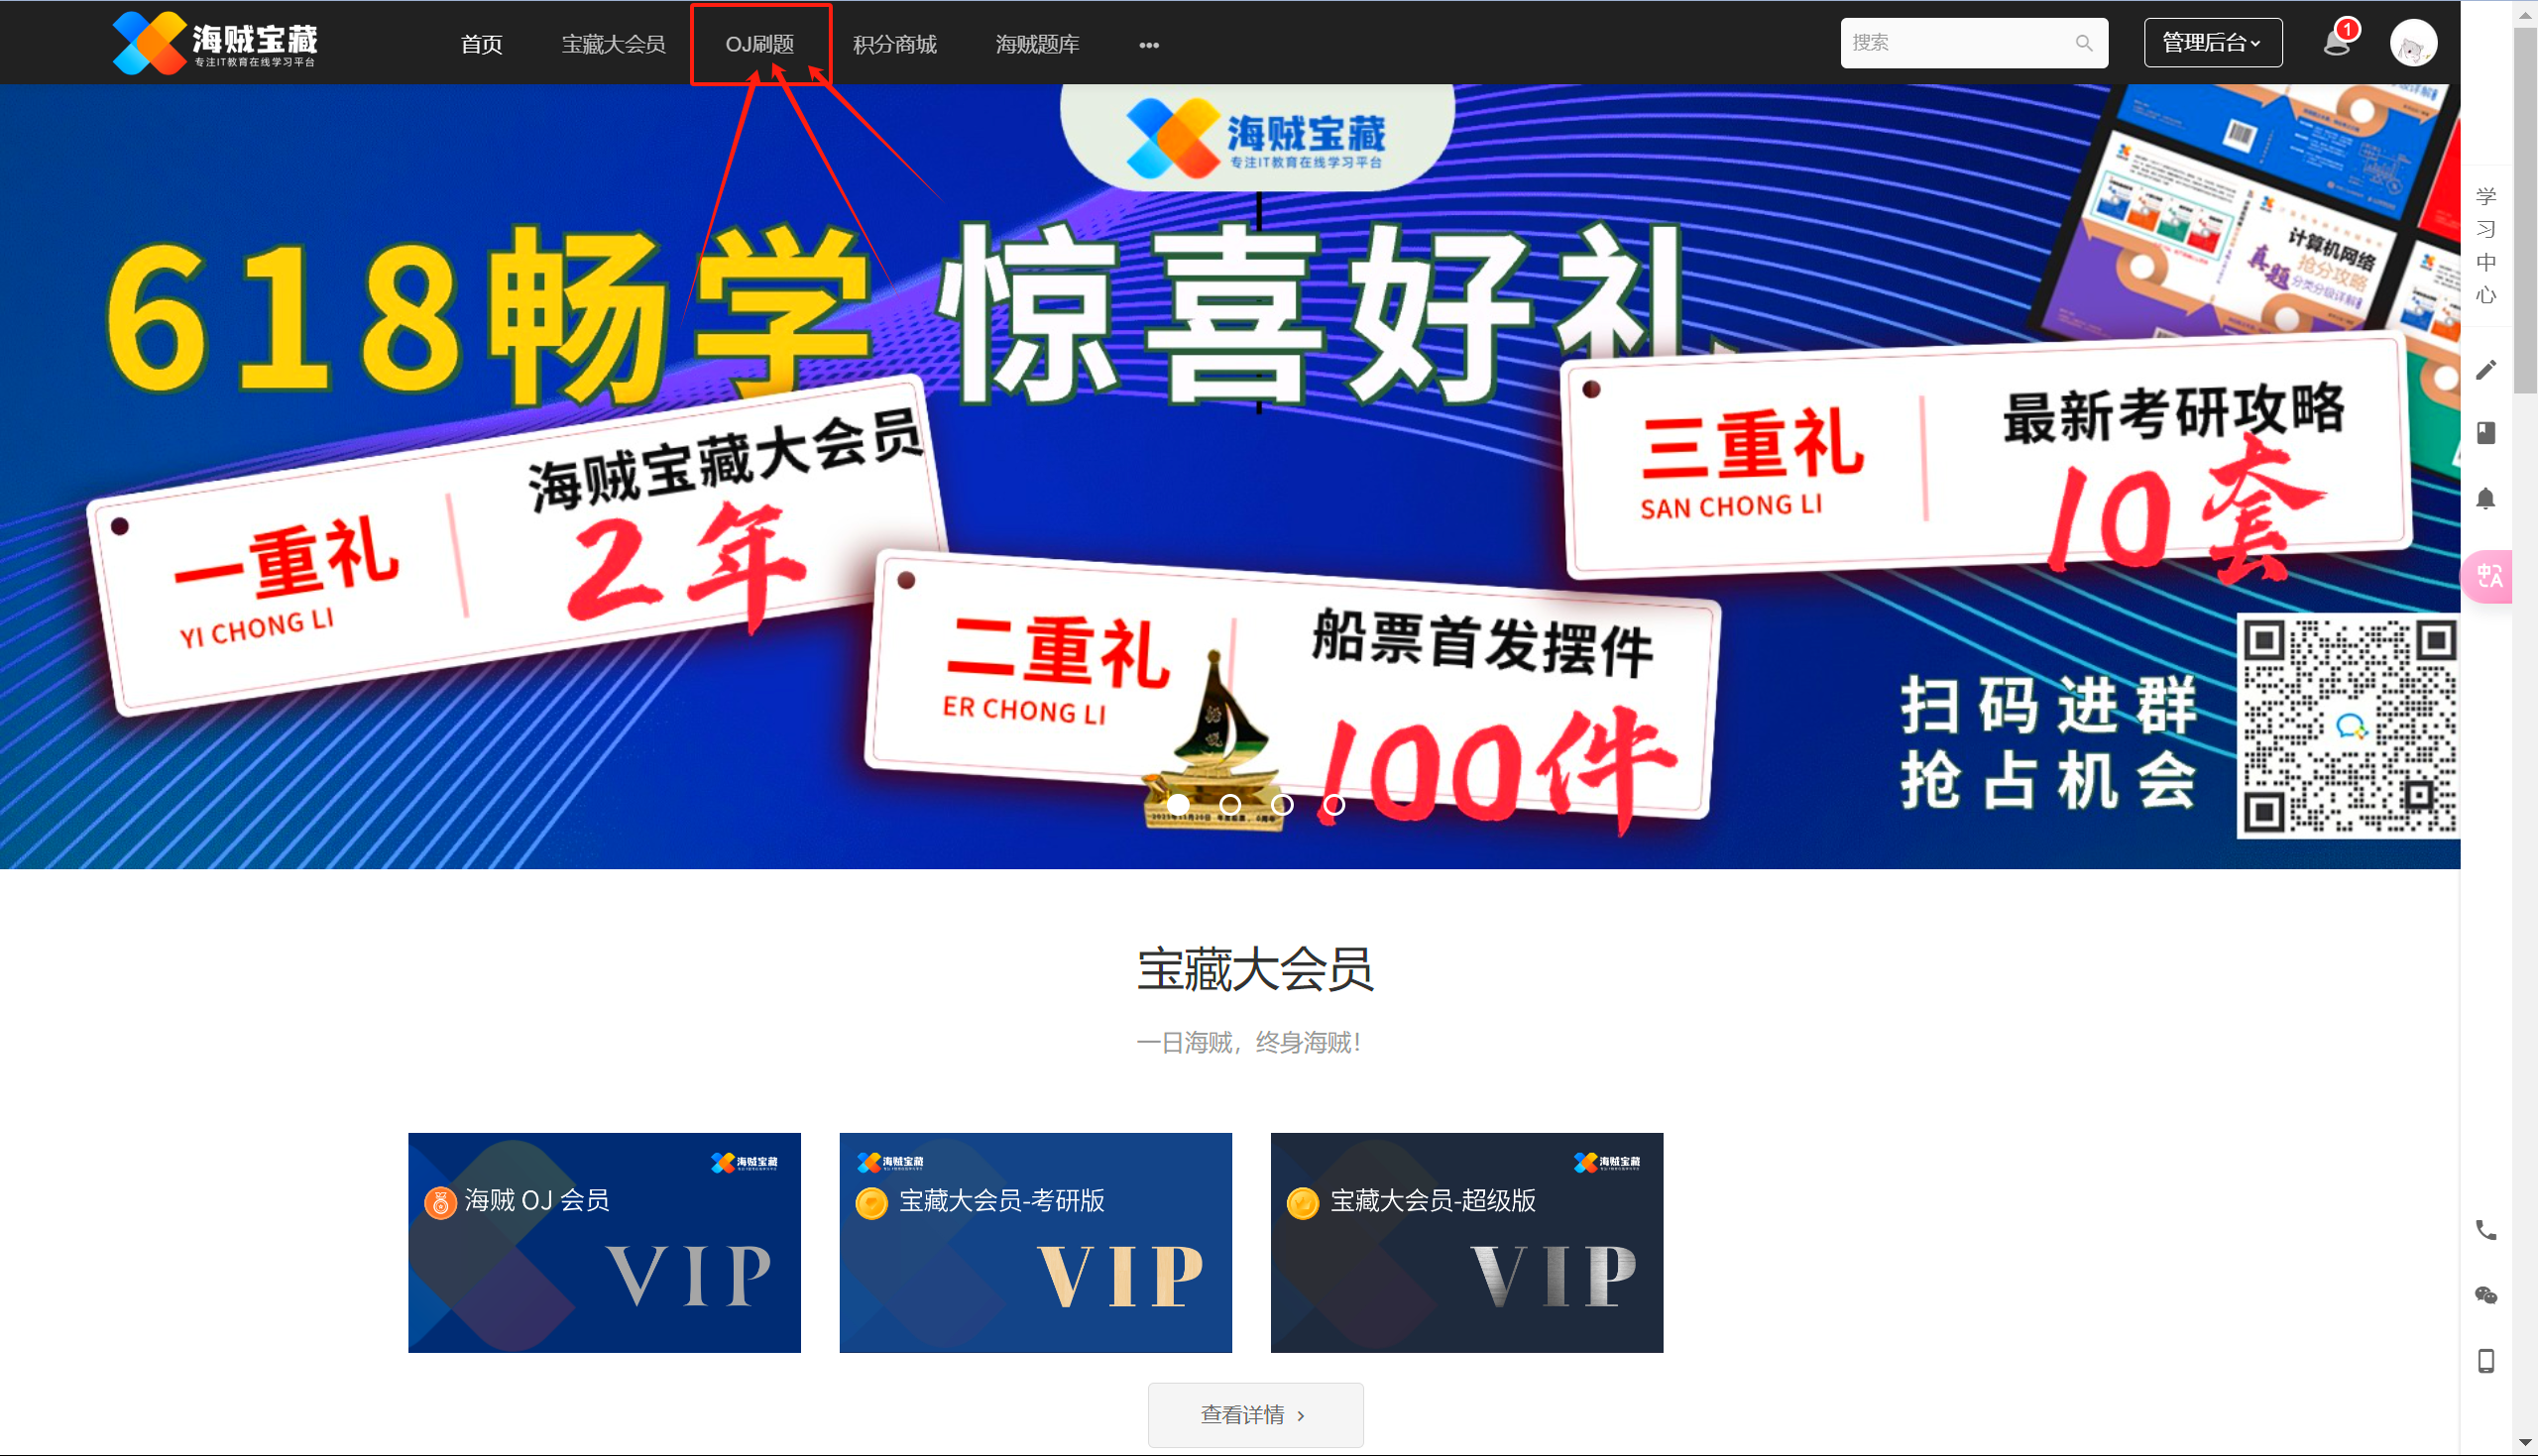 海贼宝藏
专注IT教育在线学习平台
首页
宝藏大会员
OJ刷题
积分商城
海贼题库
•••
搜索
管理后台
1
海贼宝藏
专注IT教育在线学习平台
618畅学 惊喜好礼
计算机网络
抢分攻略
真题
分类分级详解
一重礼
YI CHONG LI
海贼宝藏大会员
2年
二重礼
ER CHONG LI
船票首发摆件
100件
三重礼
SAN CHONG LI
最新考研攻略
10套
扫码进群
抢占机会
学
习
中
心
中A
宝藏大会员
一日海贼，终身海贼！
海贼宝藏
海贼 OJ 会员
VIP
海贼宝藏
宝藏大会员-考研版
VIP
海贼宝藏
宝藏大会员-超级版
VIP
查看详情 ›